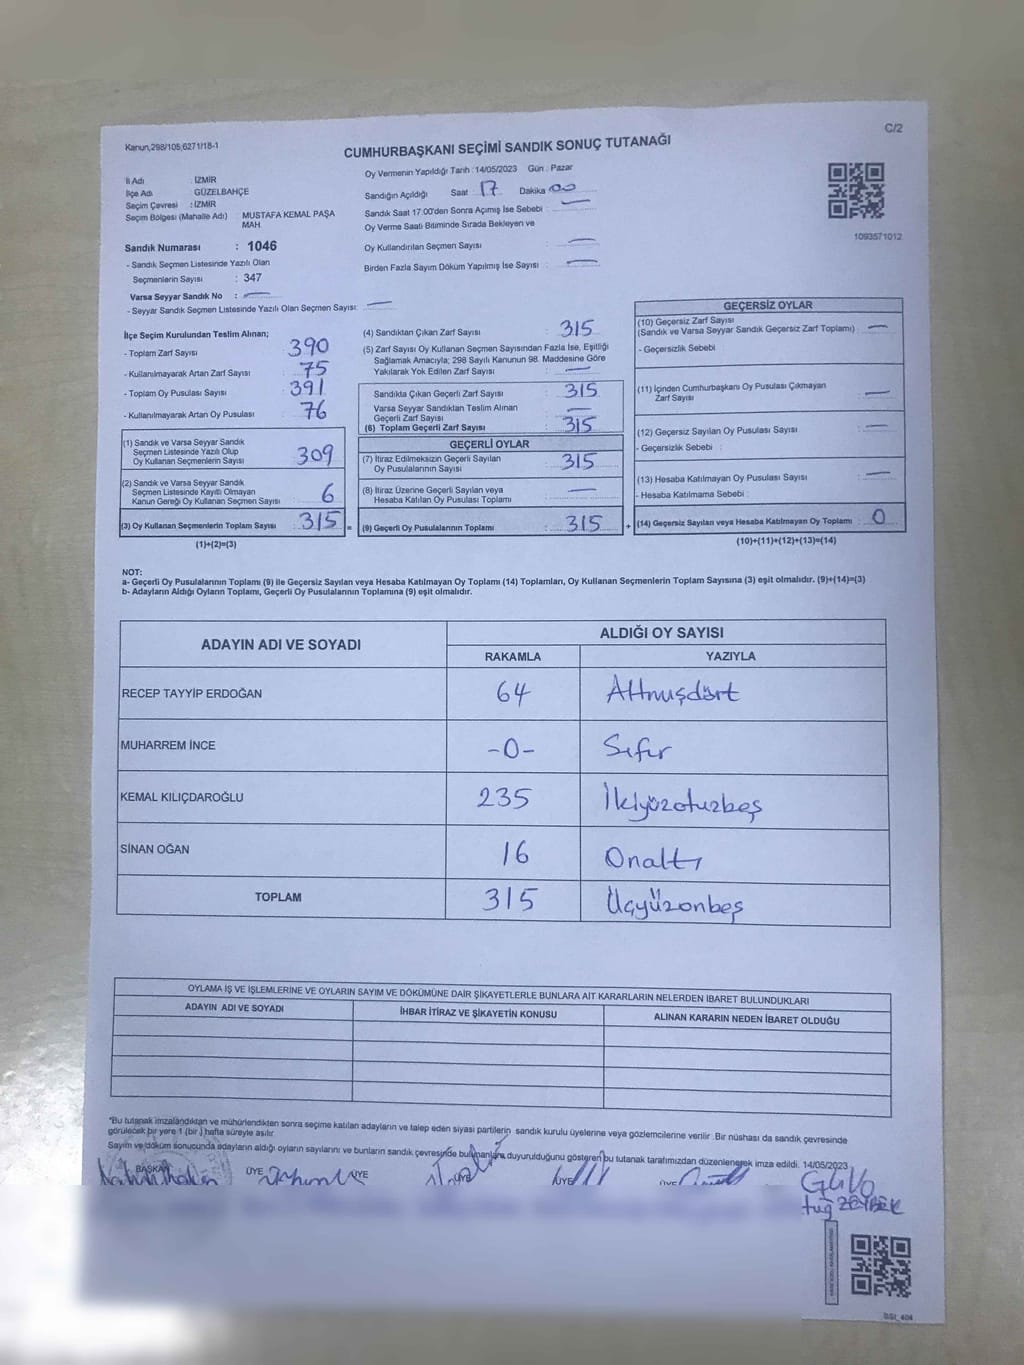 C/2
Kanun,298/105,6271/18-1
CUMHURBAŞKANI SEÇİMİ SANDIK SONUÇ TUTANAĞI
İl Adı : İZMİR
İlçe Adı : GÜZELBAHÇE
Seçim Çevresi : İZMİR
Seçim Bölgesi (Mahalle Adı) MUSTAFA KEMAL PAŞA
MAH.
Sandık Numarası : 1046
- Sandık Seçmen Listesinde Yazılı Olan
Seçmenlerin Sayısı : 347
Varsa Seyyar Sandık No : —
- Seyyar Sandık Seçmen Listesinde Yazılı Olan Seçmen Sayısı: —
Oy Vermenin Yapıldığı Tarih :14/05/2023 Gün : Pazar
Sandığın Açıldığı Saat : 17 Dakika : 00
Sandık Saat 17.00'den Sonra Açımış İse Sebebi : —
Oy Verme Saati Bitiminde Sırada Bekleyen ve
Oy Kullandırılan Seçmen Sayısı : —
Birden Fazla Sayım Döküm Yapılmış İse Sayısı : —
1093571012
İlçe Seçim Kurulundan Teslim Alınan;
- Toplam Zarf Sayısı : 390
- Kullanılmayarak Artan Zarf Sayısı : 75
- Toplam Oy Pusulası Sayısı : 391
- Kullanılmayarak Artan Oy Pusulası : 76
(1) Sandık ve Varsa Seyyar Sandık
Seçmen Listesinde Yazılı Olup
Oy Kullanan Seçmenlerin Sayısı : 309
(2) Sandık ve Varsa Seyyar Sandık
Seçmen Listesinde Kayıtlı Olmayan
Kanun Gereği Oy Kullanan Seçmen Sayısı : 6
(3) Oy Kullanan Seçmenlerin Toplam Sayısı : 315 =
(1)+(2)=(3)
(4) Sandıktan Çıkan Zarf Sayısı : 315
(5) Zarf Sayısı Oy Kullanan Seçmen Sayısından Fazla İse, Eşitliği
Sağlamak Amacıyla; 298 Sayılı Kanunun 98. Maddesine Göre
Yakılarak Yok Edilen Zarf Sayısı : —
Sandıkta Çıkan Geçerli Zarf Sayısı : 315
Varsa Seyyar Sandıktan Teslim Alınan
Geçerli Zarf Sayısı : —
(6) Toplam Geçerli Zarf Sayısı : 315
GEÇERLİ OYLAR
(7) İtiraz Edilmeksizin Geçerli Sayılan
Oy Pusulalarının Sayısı : 315
(8) İtiraz Üzerine Geçerli Sayılan veya
Hesaba Katılan Oy Pusulası Toplamı : —
(9) Geçerli Oy Pusulalarının Toplamı : 315 +
GEÇERSİZ OYLAR
(10) Geçersiz Zarf Sayısı
(Sandık ve Varsa Seyyar Sandık Geçersiz Zarf Toplamı) : —
- Geçersizlik Sebebi :
(11) İçinden Cumhurbaşkanı Oy Pusulası Çıkmayan
Zarf Sayısı : —
(12) Geçersiz Sayılan Oy Pusulası Sayısı : —
- Geçersizlik Sebebi :
(13) Hesaba Katılmayan Oy Pusulası Sayısı : —
- Hesaba Katılmama Sebebi :
(14) Geçersiz Sayılan veya Hesaba Katılmayan Oy Toplamı : 0
(10)+(11)+(12)+(13)=(14)
NOT:
a- Geçerli Oy Pusulalarının Toplamı (9) ile Geçersiz Sayılan veya Hesaba Katılmayan Oy Toplamı (14) Toplamları, Oy Kullanan Seçmenlerin Toplam Sayısına (3) eşit olmalıdır. (9)+(14)=(3)
b- Adayların Aldığı Oyların Toplamı, Geçerli Oy Pusulalarının Toplamına (9) eşit olmalıdır.
ADAYIN ADI VE SOYADI ALDIĞI OY SAYISI
RAKAMLA YAZIYLA
RECEP TAYYİP ERDOĞAN 64 Altmışdört
MUHARREM İNCE -0- Sıfır
KEMAL KILIÇDAROĞLU 235 İkiyüzotuzbeş
SİNAN OĞAN 16 Onaltı
TOPLAM 315 Üçyüzonbeş
OYLAMA İŞ VE İŞLEMLERİNE VE OYLARIN SAYIM VE DÖKÜMÜNE DAİR ŞİKAYETLERLE BUNLARA AİT KARARLARIN NELERDEN İBARET BULUNDUKLARI
ADAYIN ADI VE SOYADI İHBAR İTİRAZ VE ŞİKAYETİN KONUSU ALINAN KARARIN NEDEN İBARET OLDUĞU
*Bu tutanak imzalandıktan ve mühürlendikten sonra seçime katılan adayların ve talep eden siyasi partilerin sandık kurulu üyelerine veya gözlemcilerine verilir. Bir nüshası da sandık çevresinde
görülecek bir yere 1 (bir ) hafta süreyle asılır.
Sayım ve döküm sonucunda adayların aldığı oyların sayılarını ve bunların sandık çevresinde bulunanlara duyurulduğunu gösteren bu tutanak tarafımızdan düzenlenerek imza edildi. 14/05/2023
BAŞKAN ÜYE ÜYE ÜYE ÜYE ÜYE
tuğ ZEYBEK